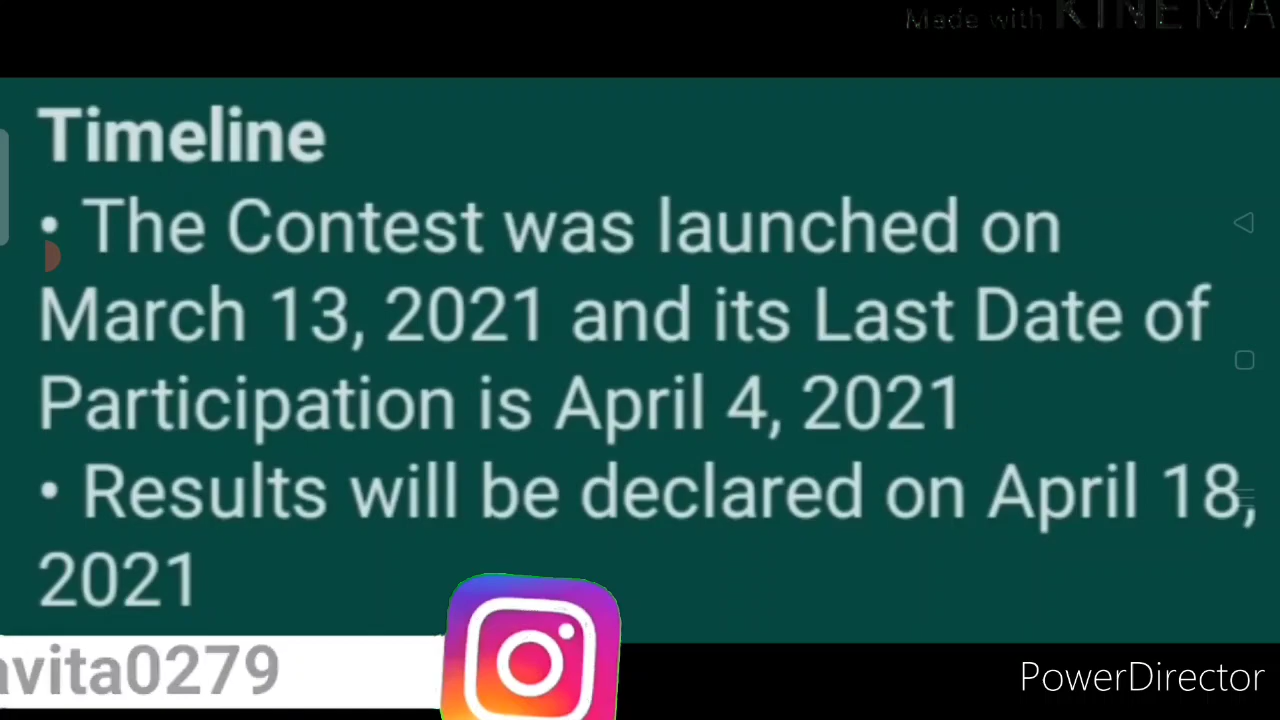 Made with KINEMA
Timeline
• The Contest was launched on
March 13, 2021 and its Last Date of
Participation is April 4, 2021
• Results will be declared on April 18,
2021
avita0279
PowerDirector